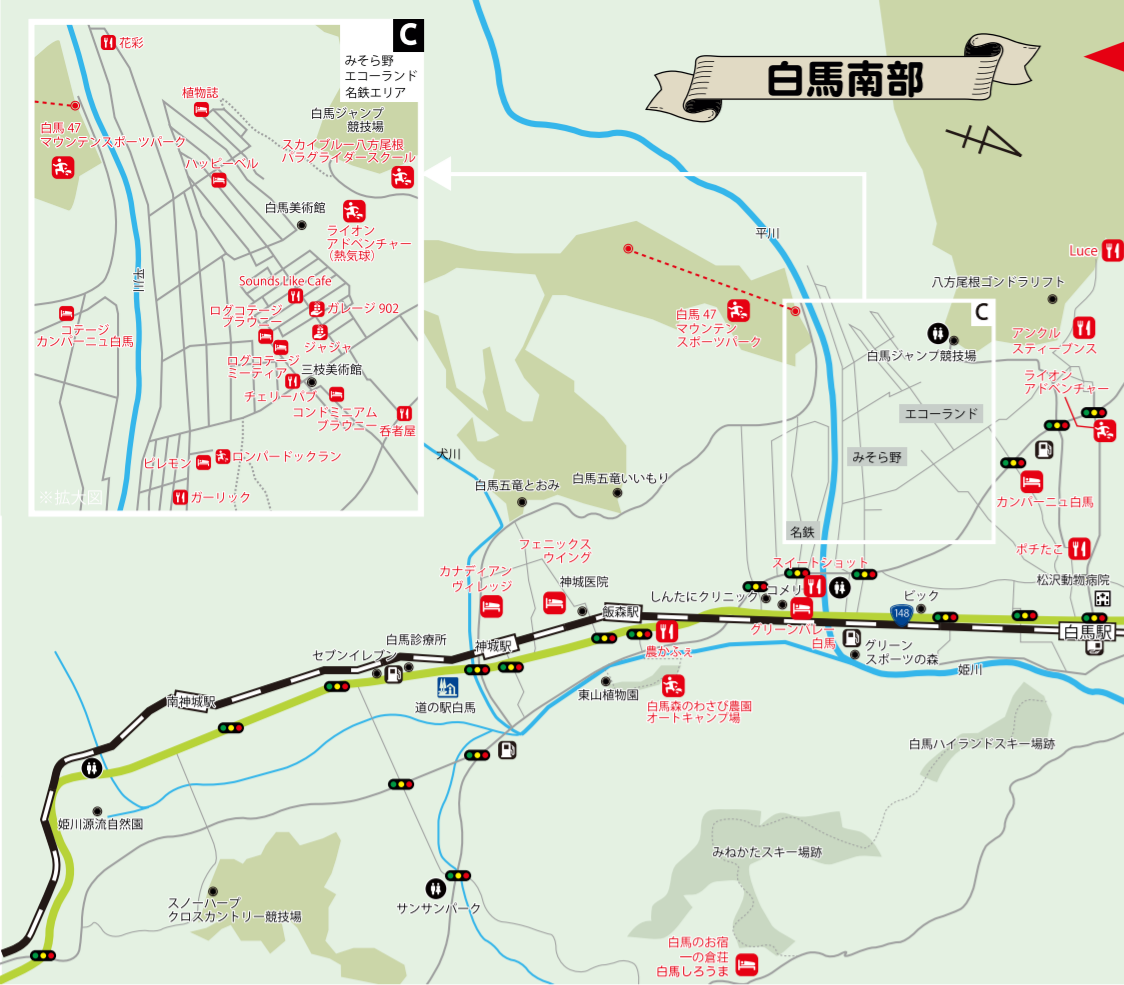 C
みそら野
エコーランド
名鉄エリア
花彩
植物誌
白馬ジャンプ
競技場
白馬 47
マウンテンスポーツパーク
スカイブルー八方尾根
パラグライダースクール
ハッピーベル
白馬美術館
ライオン
アドベンチャー
（熱気球）
平川
Sounds Like Cafe
ガレージ 902
ログコテージ
ブラウニー
コテージ
カンパーニュ白馬
ジャジャ
ログコテージ
ミーティア
三枝美術館
チェリーパブ
コンドミニアム
ブラウニー
呑者屋
ビレモン
ロンバードックラン
ガーリック
※拡大図
白馬南部
平川
Luce
八方尾根ゴンドラリフト
C
白馬 47
マウンテン
スポーツパーク
アンクル
スティーブンス
白馬ジャンプ競技場
ライオン
アドベンチャー
エコーランド
みそら野
犬川
白馬五竜とおみ
白馬五竜いいもり
カンパーニュ白馬
名鉄
フェニックス
ウイング
ポチたこ
カナディアン
ヴィレッジ
スイートショット
神城医院
しんたにクリニック
コメリ
ビック
松沢動物病院
飯森駅
148
白馬駅
グリーンバレー
白馬
白馬診療所
神城駅
農かふぇ
グリーン
スポーツの森
セブンイレブン
姫川
東山植物園
南神城駅
道の駅白馬
白馬森のわさび農園
オートキャンプ場
白馬ハイランドスキー場跡
姫川源流自然園
みねかたスキー場跡
スノーハープ
クロスカントリー競技場
サンサンパーク
白馬のお宿
一の倉荘
白馬しろうま